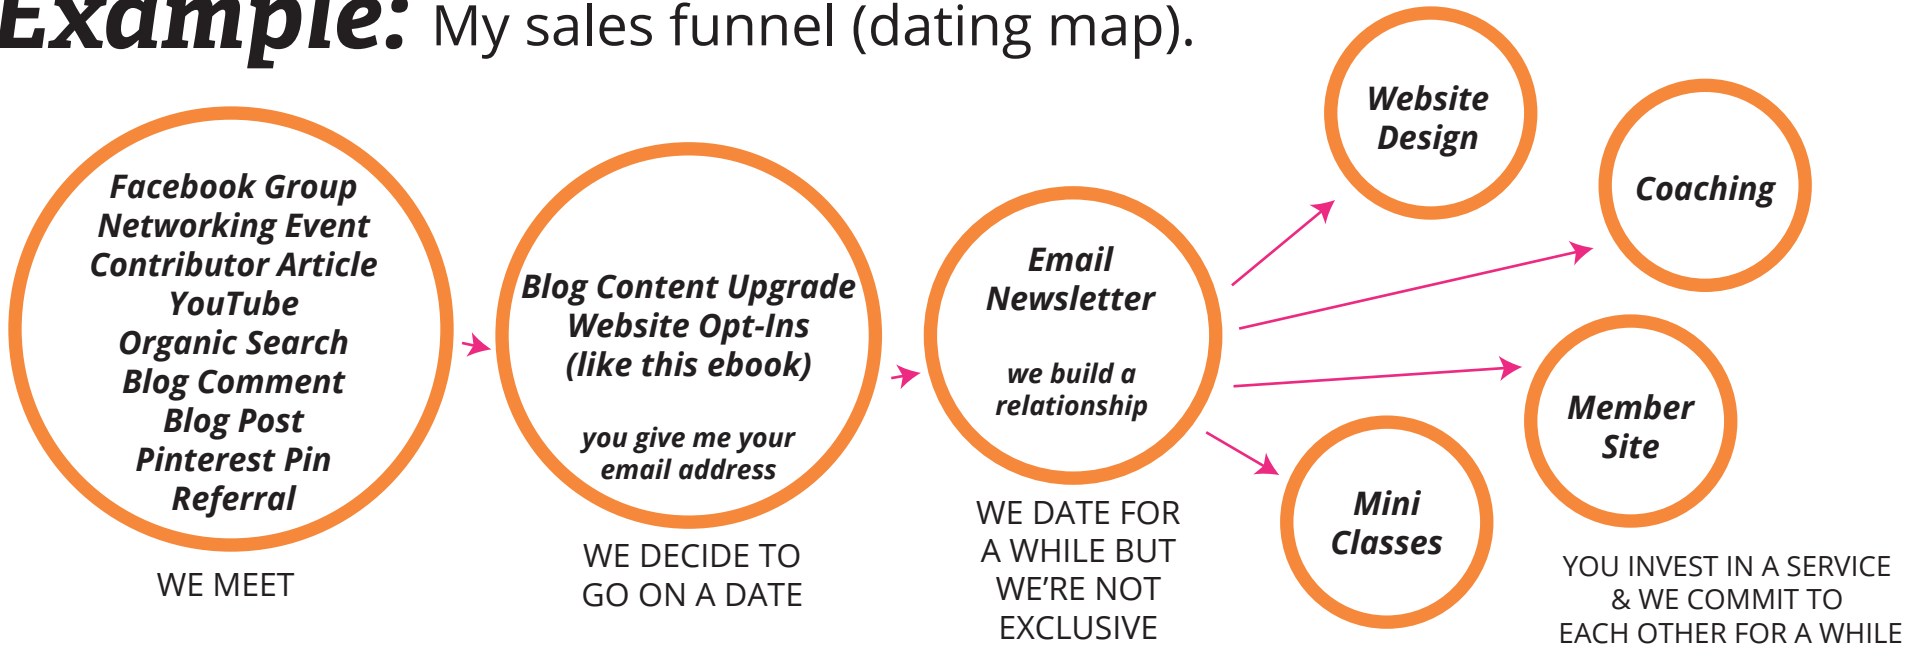 Example: My sales funnel (dating map).
Facebook Group
Networking Event
Contributor Article
YouTube
Organic Search
Blog Comment
Blog Post
Pinterest Pin
Referral
WE MEET
Blog Content Upgrade
Website Opt-Ins
(like this ebook)
you give me your
email address
WE DECIDE TO
GO ON A DATE
Email
Newsletter
we build a
relationship
WE DATE FOR
A WHILE BUT
WE’RE NOT
EXCLUSIVE
Website
Design
Coaching
Member
Site
Mini
Classes
YOU INVEST IN A SERVICE
& WE COMMIT TO
EACH OTHER FOR A WHILE